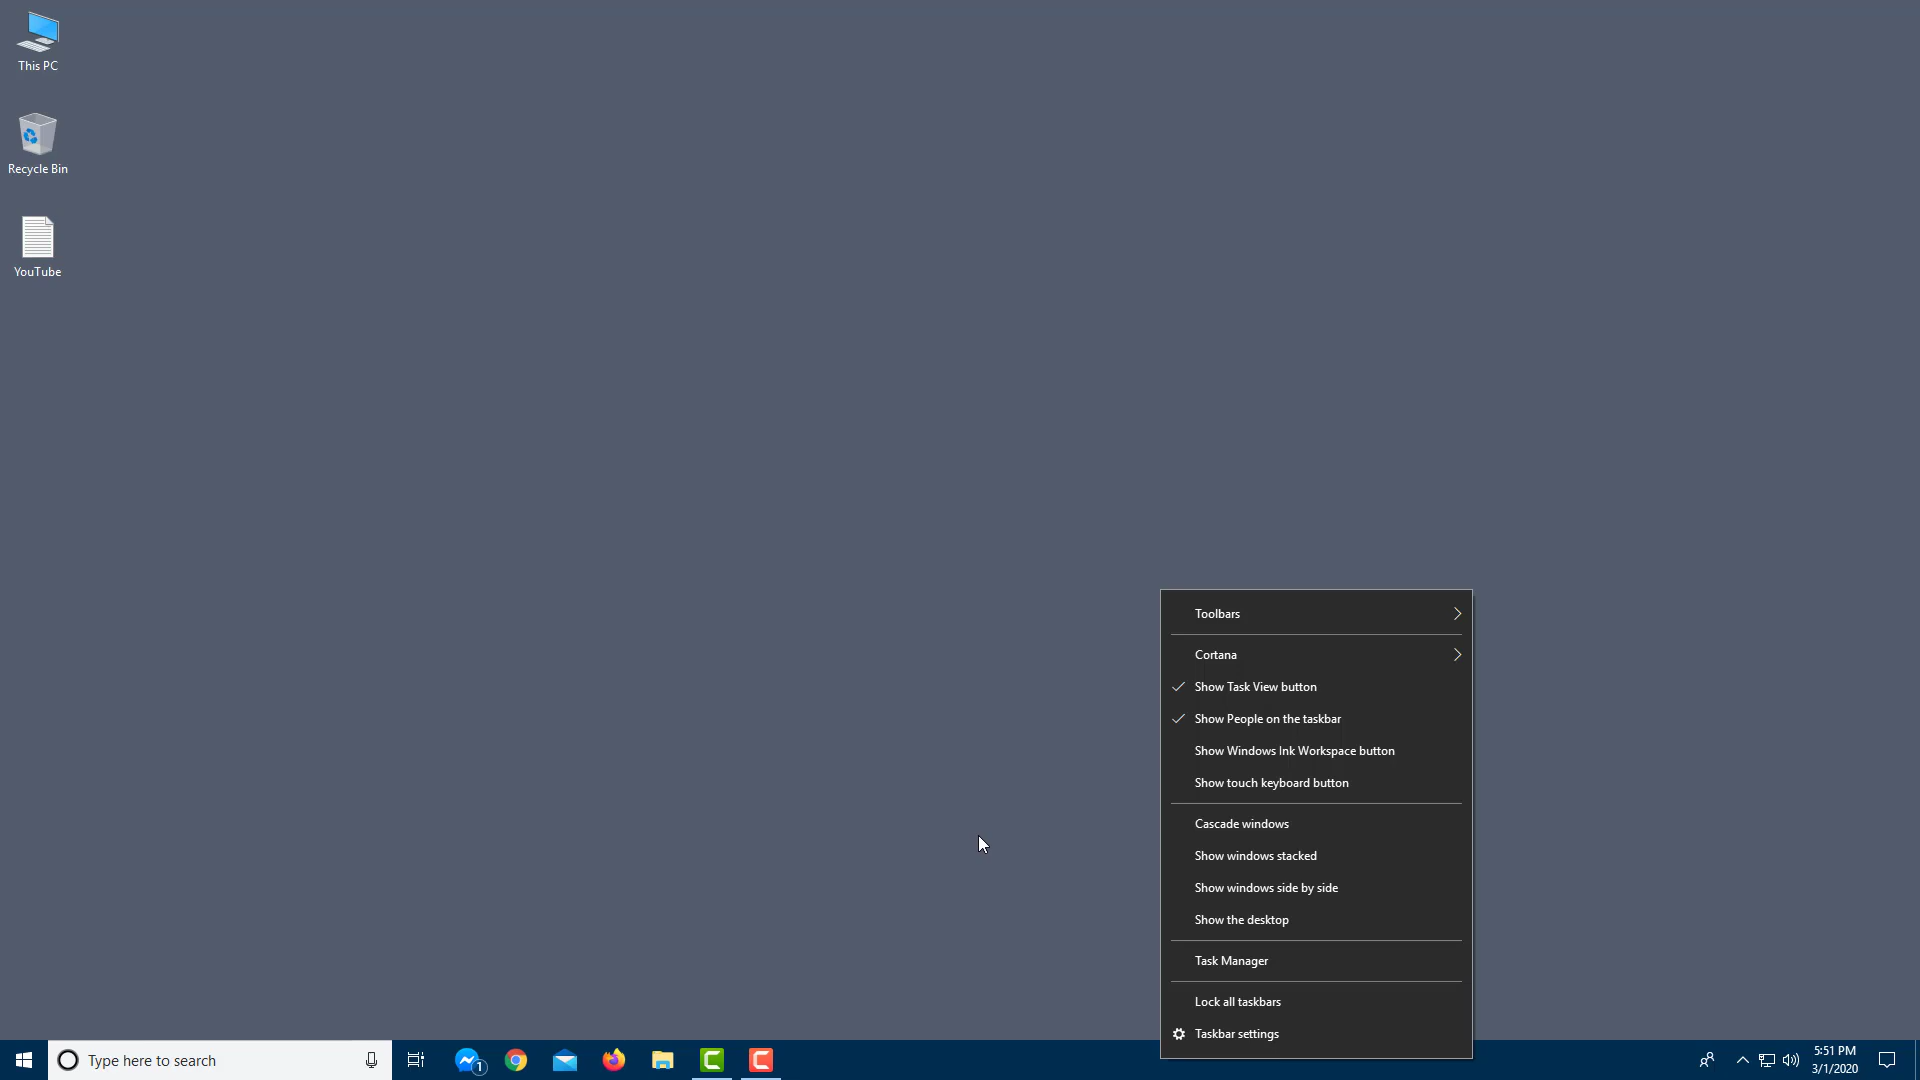 This PC
Recycle Bin
YouTube
Toolbars
Cortana
Show Task View button
Show People on the taskbar
Show Windows Ink Workspace button
Show touch keyboard button
Cascade windows
Show windows stacked
Show windows side by side
Show the desktop
Task Manager
Lock all taskbars
Taskbar settings
Type here to search
1
5:51 PM
3/1/2020